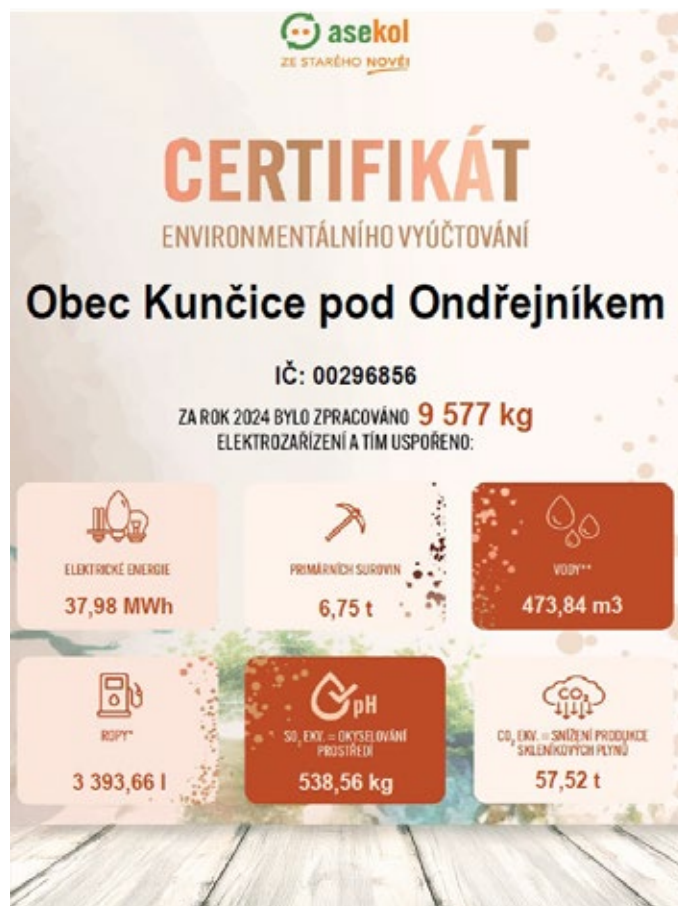 asekol
ZE STARÉHO NOVÉ!
CERTIFIKÁT
ENVIRONMENTÁLNÍHO VYÚČTOVÁNÍ
Obec Kunčice pod Ondřejníkem
IČ: 00296856
ZA ROK 2024 BYLO ZPRACOVÁNO 9 577 kg
ELEKTROZAŘÍZENÍ A TÍM USPOŘENO:
ELEKTRICKÉ ENERGIE
37,98 MWh
PRIMÁRNÍCH SUROVIN
6,75 t
VODY**
473,84 m3
ROPY*
3 393,66 l
pH
SO₂ EKV. = OKYSELOVÁNÍ
PROSTŘEDÍ
538,56 kg
CO₂
CO₂ EKV. = SNÍŽENÍ PRODUKCE
SKLENÍKOVÝCH PLYNŮ
57,52 t